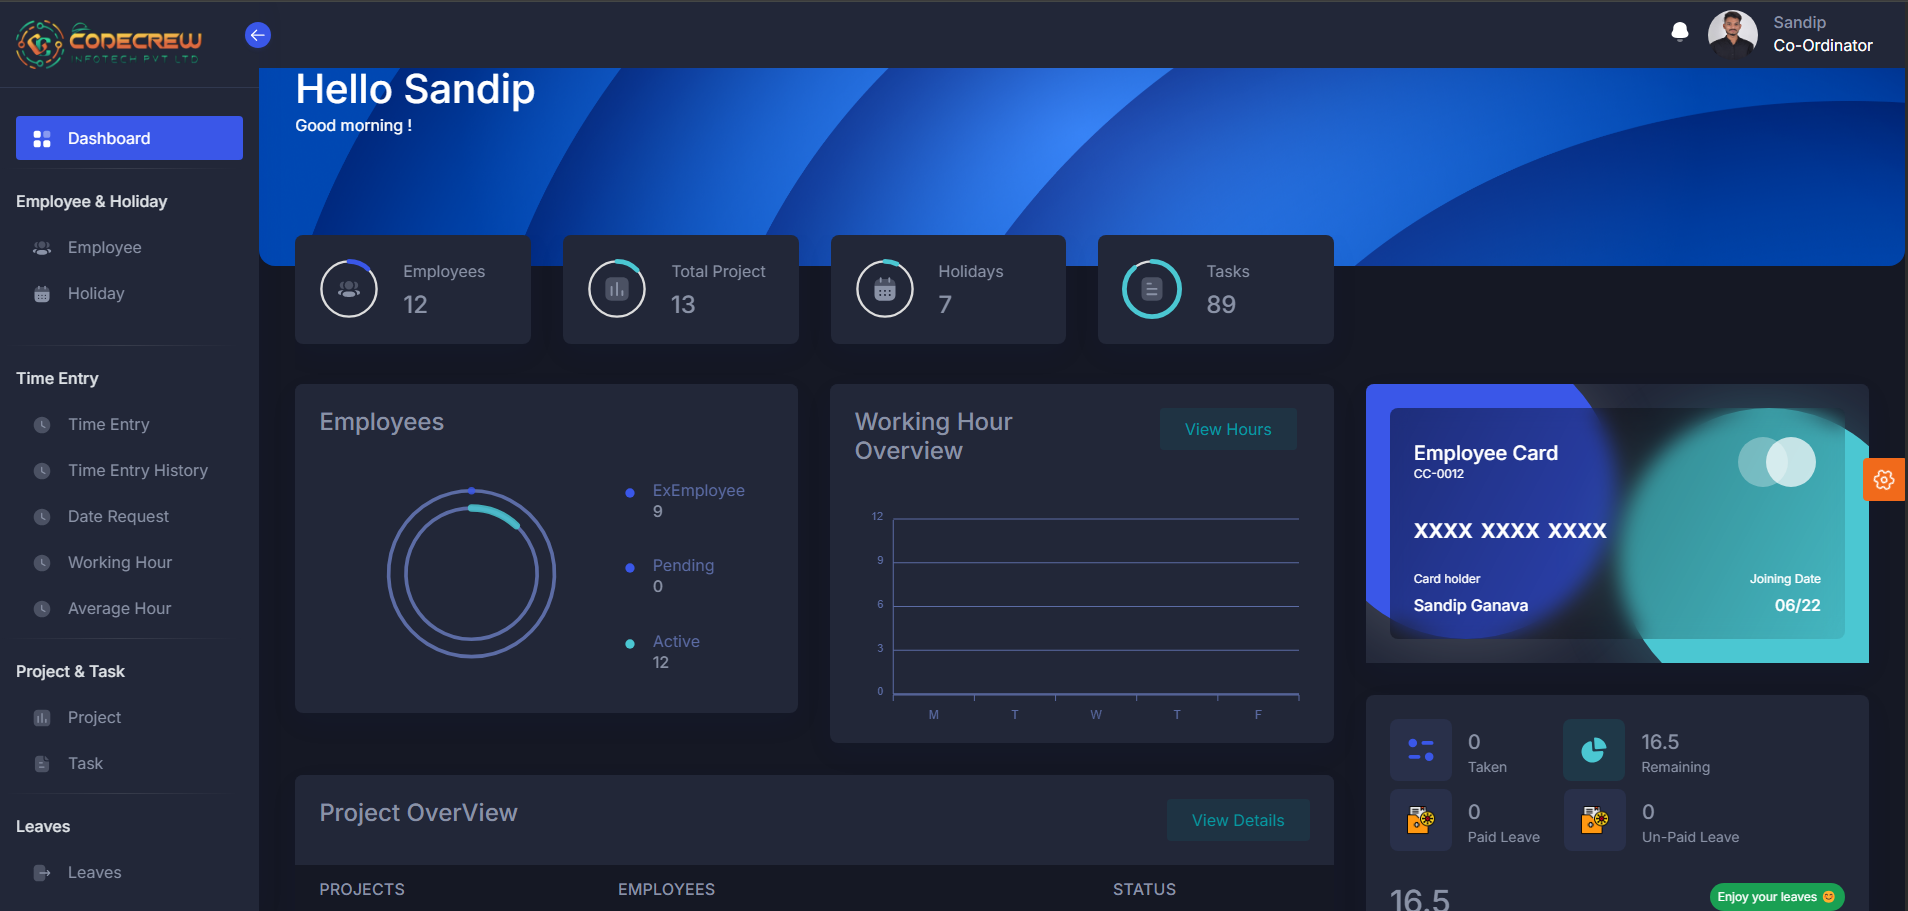 CODECREW
INFOTECH PVT LTD
Sandip
Co-Ordinator
Dashboard
Employee & Holiday
Employee
Holiday
Time Entry
Time Entry
Time Entry History
Date Request
Working Hour
Average Hour
Project & Task
Project
Task
Leaves
Leaves
Hello Sandip
Good morning !
Employees
12
Total Project
13
Holidays
7
Tasks
89
Employees
ExEmployee
9
Pending
0
Active
12
Working Hour
Overview
View Hours
12
9
6
3
0
M T W T F
Employee Card
CC-0012
XXXX XXXX XXXX
Card holder
Joining Date
Sandip Ganava
06/22
Project OverView
View Details
PROJECTS EMPLOYEES STATUS
0
Taken
16.5
Remaining
0
Paid Leave
0
Un-Paid Leave
16.5
Enjoy your leaves 😊